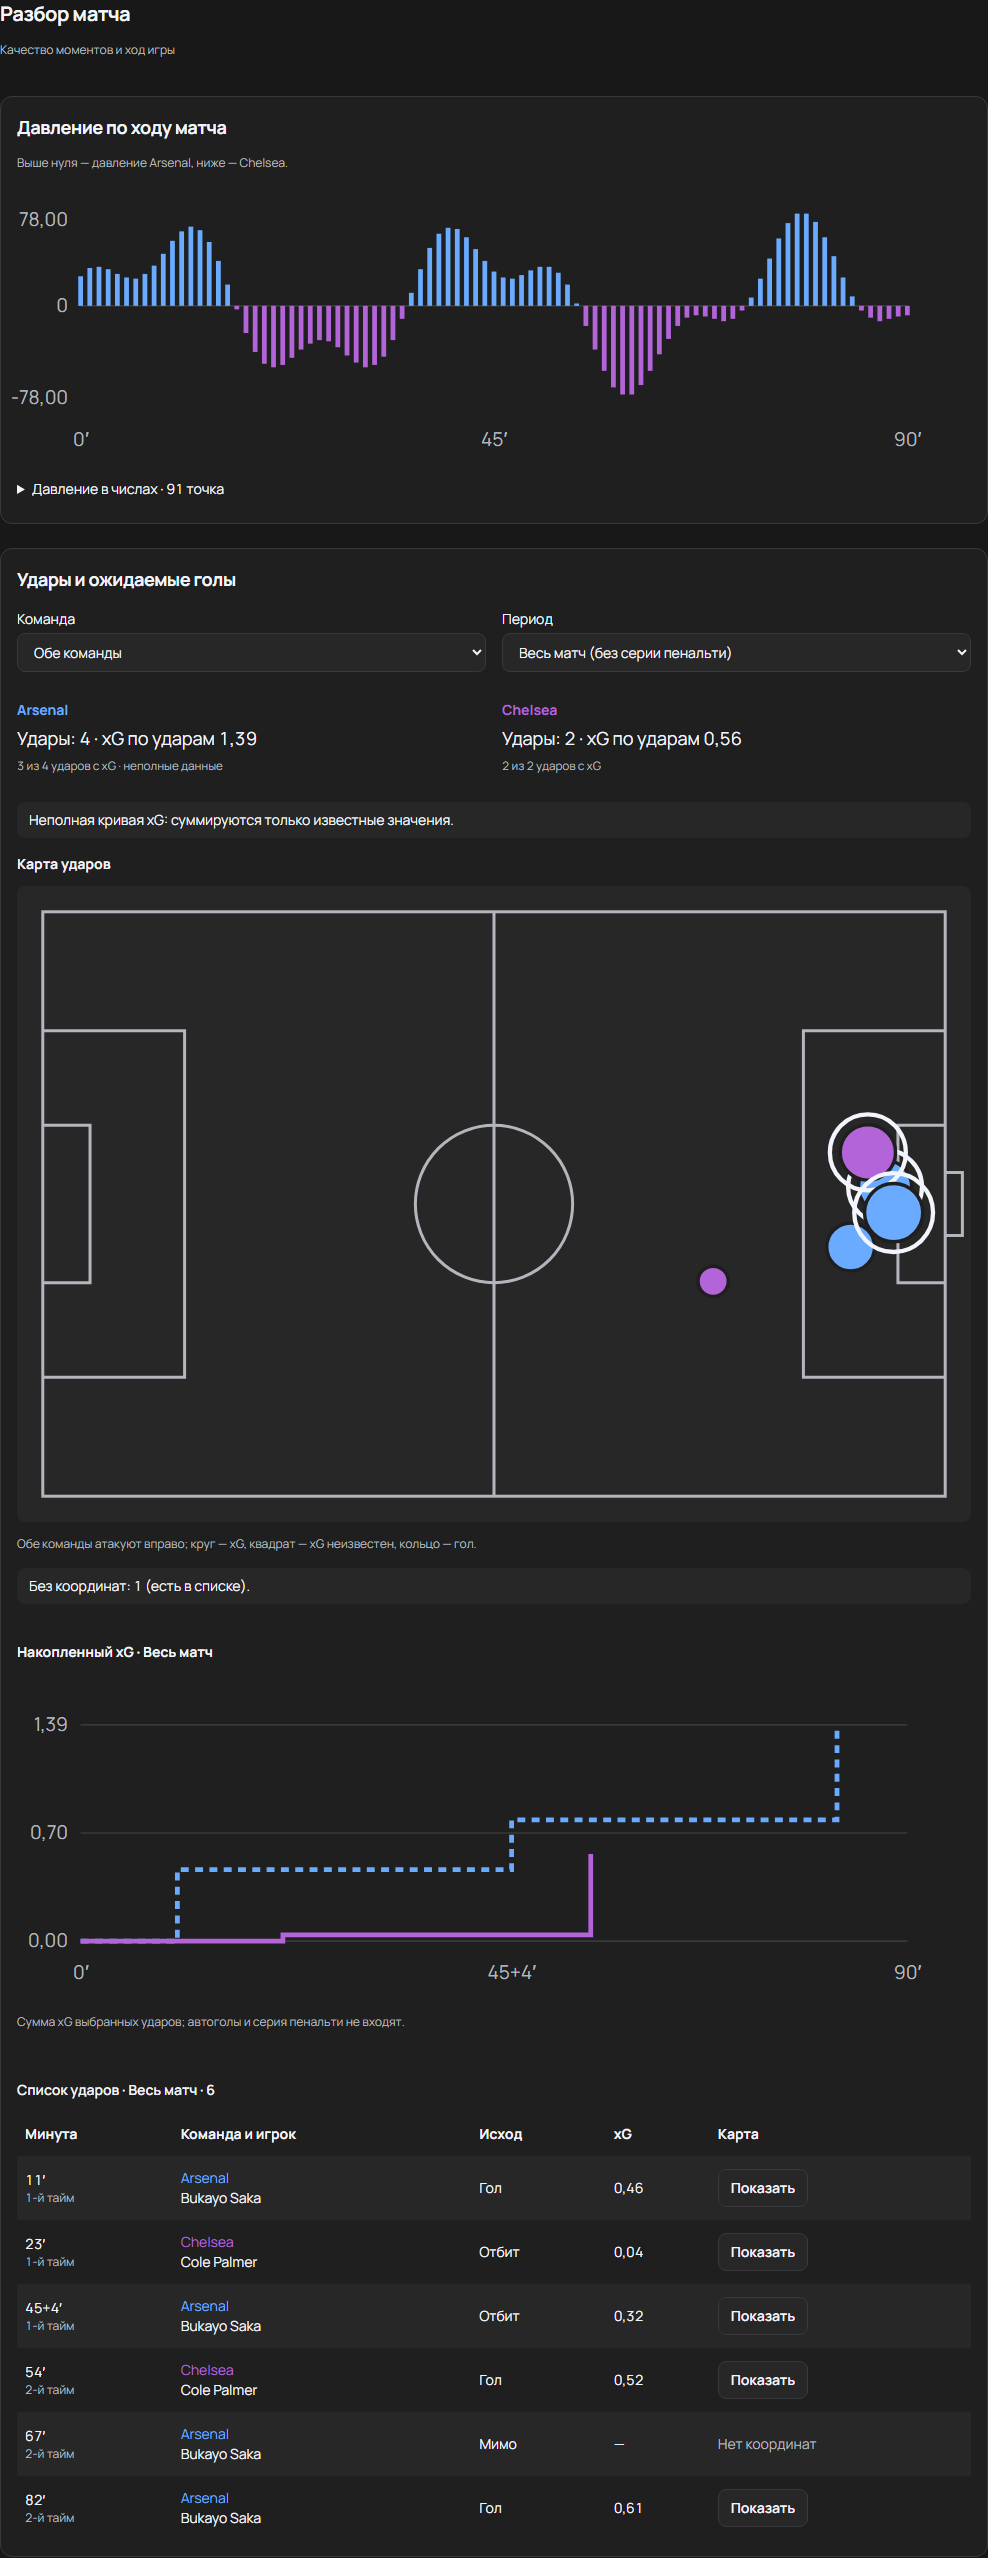 Разбор матча
Качество моментов и ход игры
Давление по ходу матча
Выше нуля — давление Arsenal, ниже — Chelsea.
78,00
0
-78,00
0′ 45′ 90′
Давление в числах · 91 точка
Удары и ожидаемые голы
Команда Период
Обе команды Весь матч (без серии пенальти)
Arsenal Chelsea
Удары: 4 · xG по ударам 1,39 Удары: 2 · xG по ударам 0,56
3 из 4 ударов с xG · неполные данные 2 из 2 ударов с xG
Неполная кривая xG: суммируются только известные значения.
Карта ударов
Обе команды атакуют вправо; круг — xG, квадрат — xG неизвестен, кольцо — гол.
Без координат: 1 (есть в списке).
Накопленный xG · Весь матч
1,39
0,70
0,00
0′ 45+4′ 90′
Сумма xG выбранных ударов; автоголы и серия пенальти не входят.
Список ударов · Весь матч · 6
Минута Команда и игрок Исход xG Карта
11′ Arsenal Гол 0,46 Показать
1-й тайм Bukayo Saka
23′ Chelsea Отбит 0,04 Показать
1-й тайм Cole Palmer
45+4′ Arsenal Отбит 0,32 Показать
1-й тайм Bukayo Saka
54′ Chelsea Гол 0,52 Показать
2-й тайм Cole Palmer
67′ Arsenal Мимо — Нет координат
2-й тайм Bukayo Saka
82′ Arsenal Гол 0,61 Показать
2-й тайм Bukayo Saka